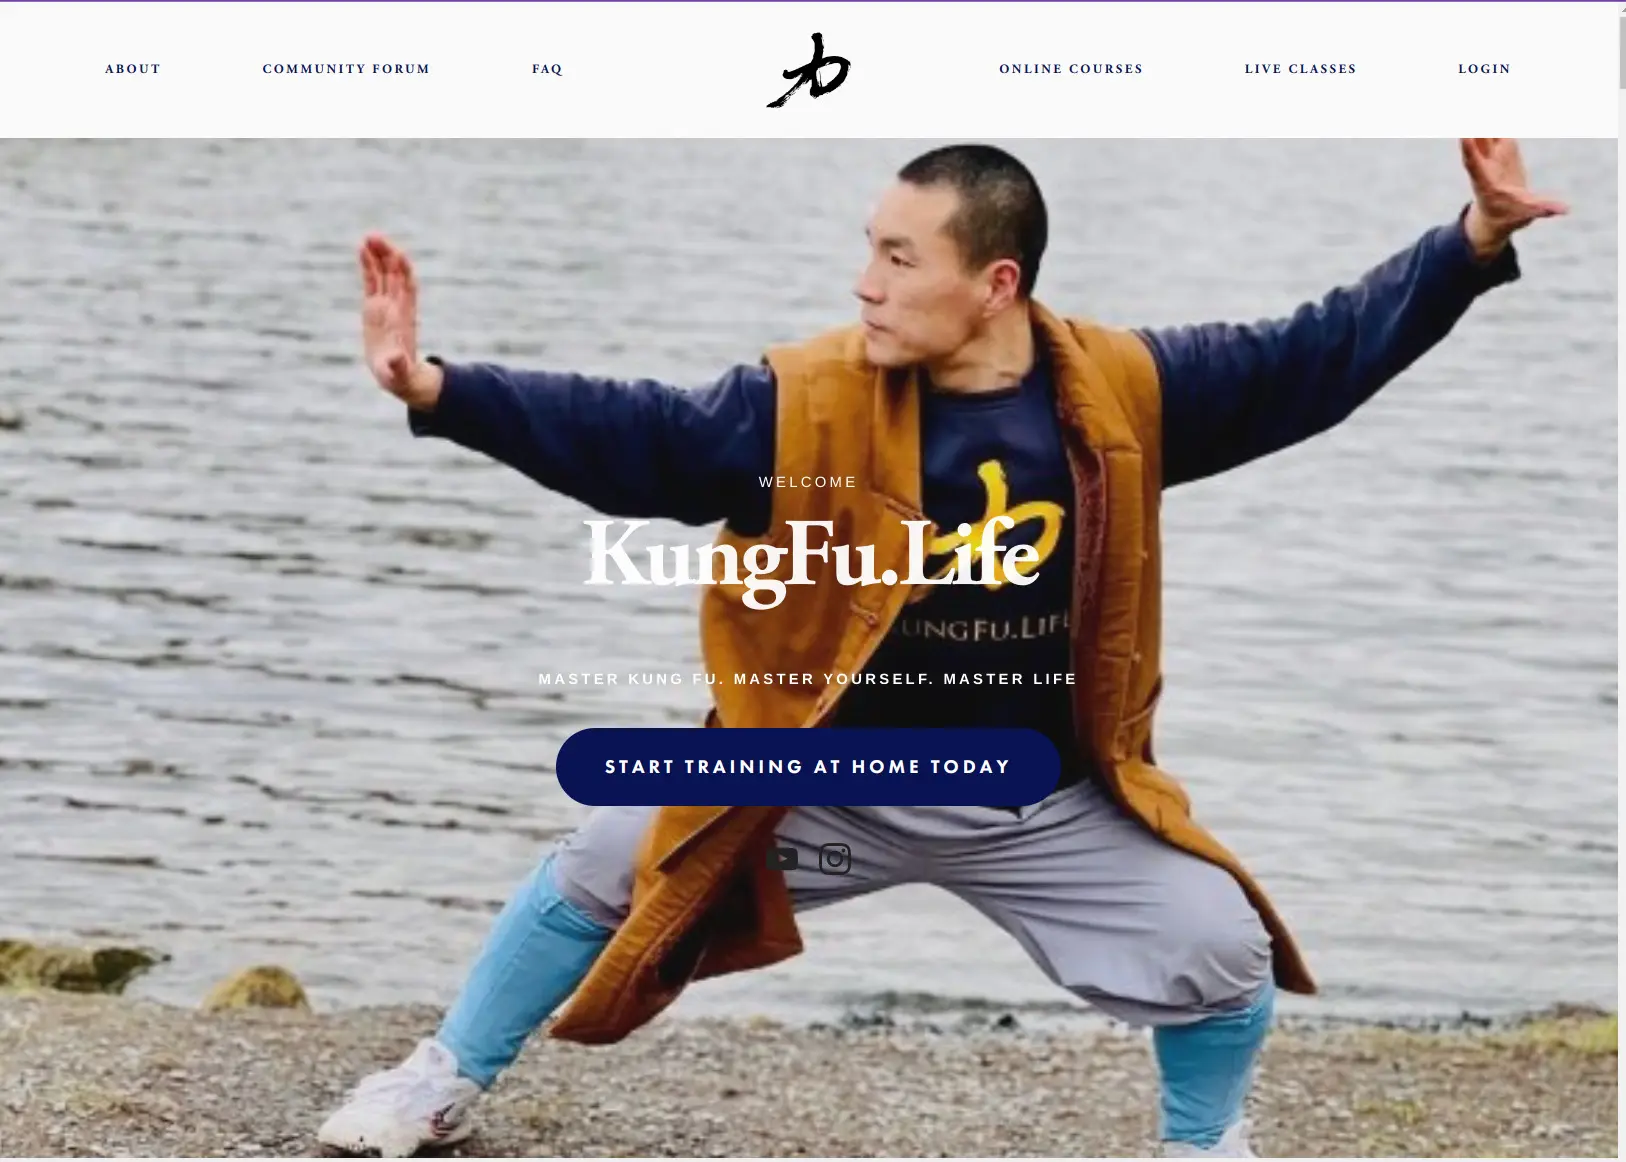 ABOUT
COMMUNITY FORUM
FAQ
力
ONLINE COURSES
LIVE CLASSES
LOGIN
WELCOME
KungFu.Life
力
UNGFU.LIF
MASTER KUNG FU. MASTER YOURSELF. MASTER LIFE
START TRAINING AT HOME TODAY